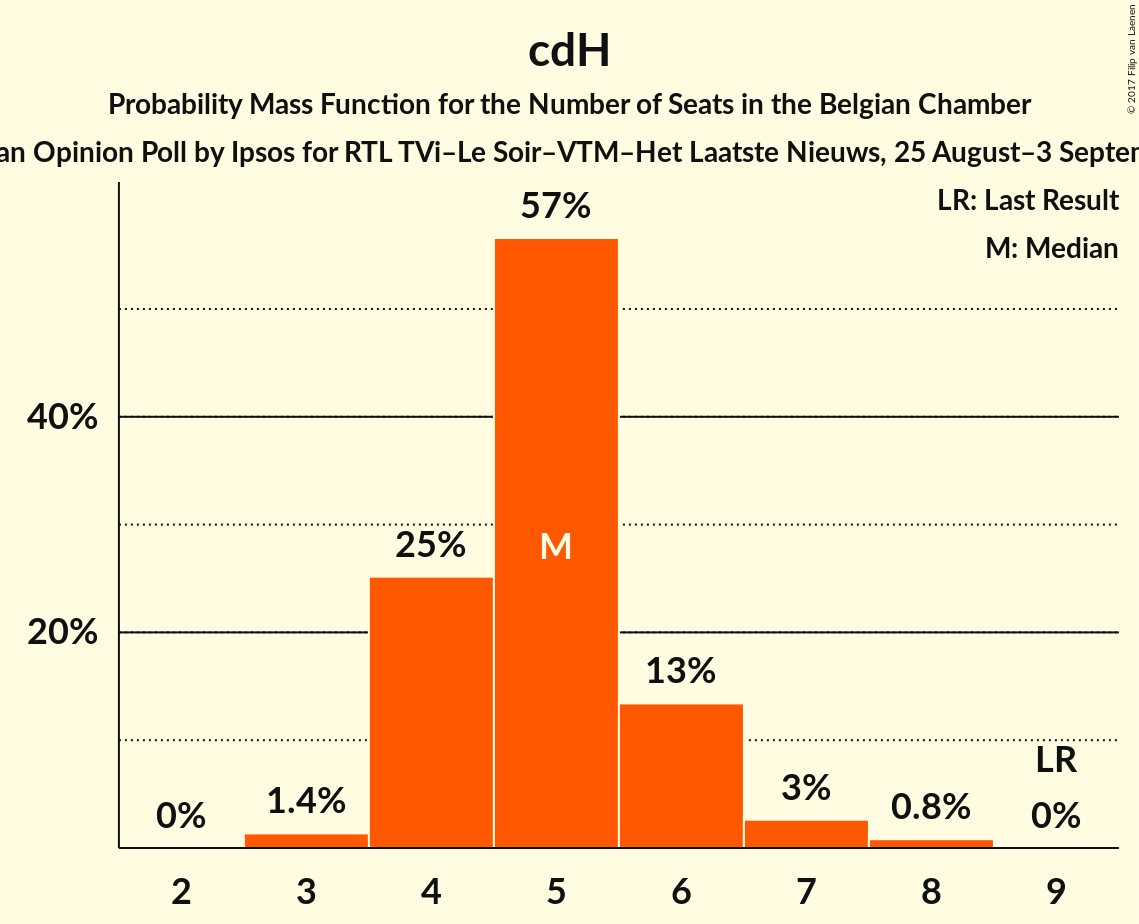 cdH
Probability Mass Function for the Number of Seats in the Belgian Chamber
an Opinion Poll by Ipsos for RTL TVi–Le Soir–VTM–Het Laatste Nieuws, 25 August–3 Septem
© 2017 Filip van Laenen
LR: Last Result
M: Median
57%
40%
25%
M
20%
13%
LR
0%
1.4%
3%
0.8%
0%
2 3 4 5 6 7 8 9